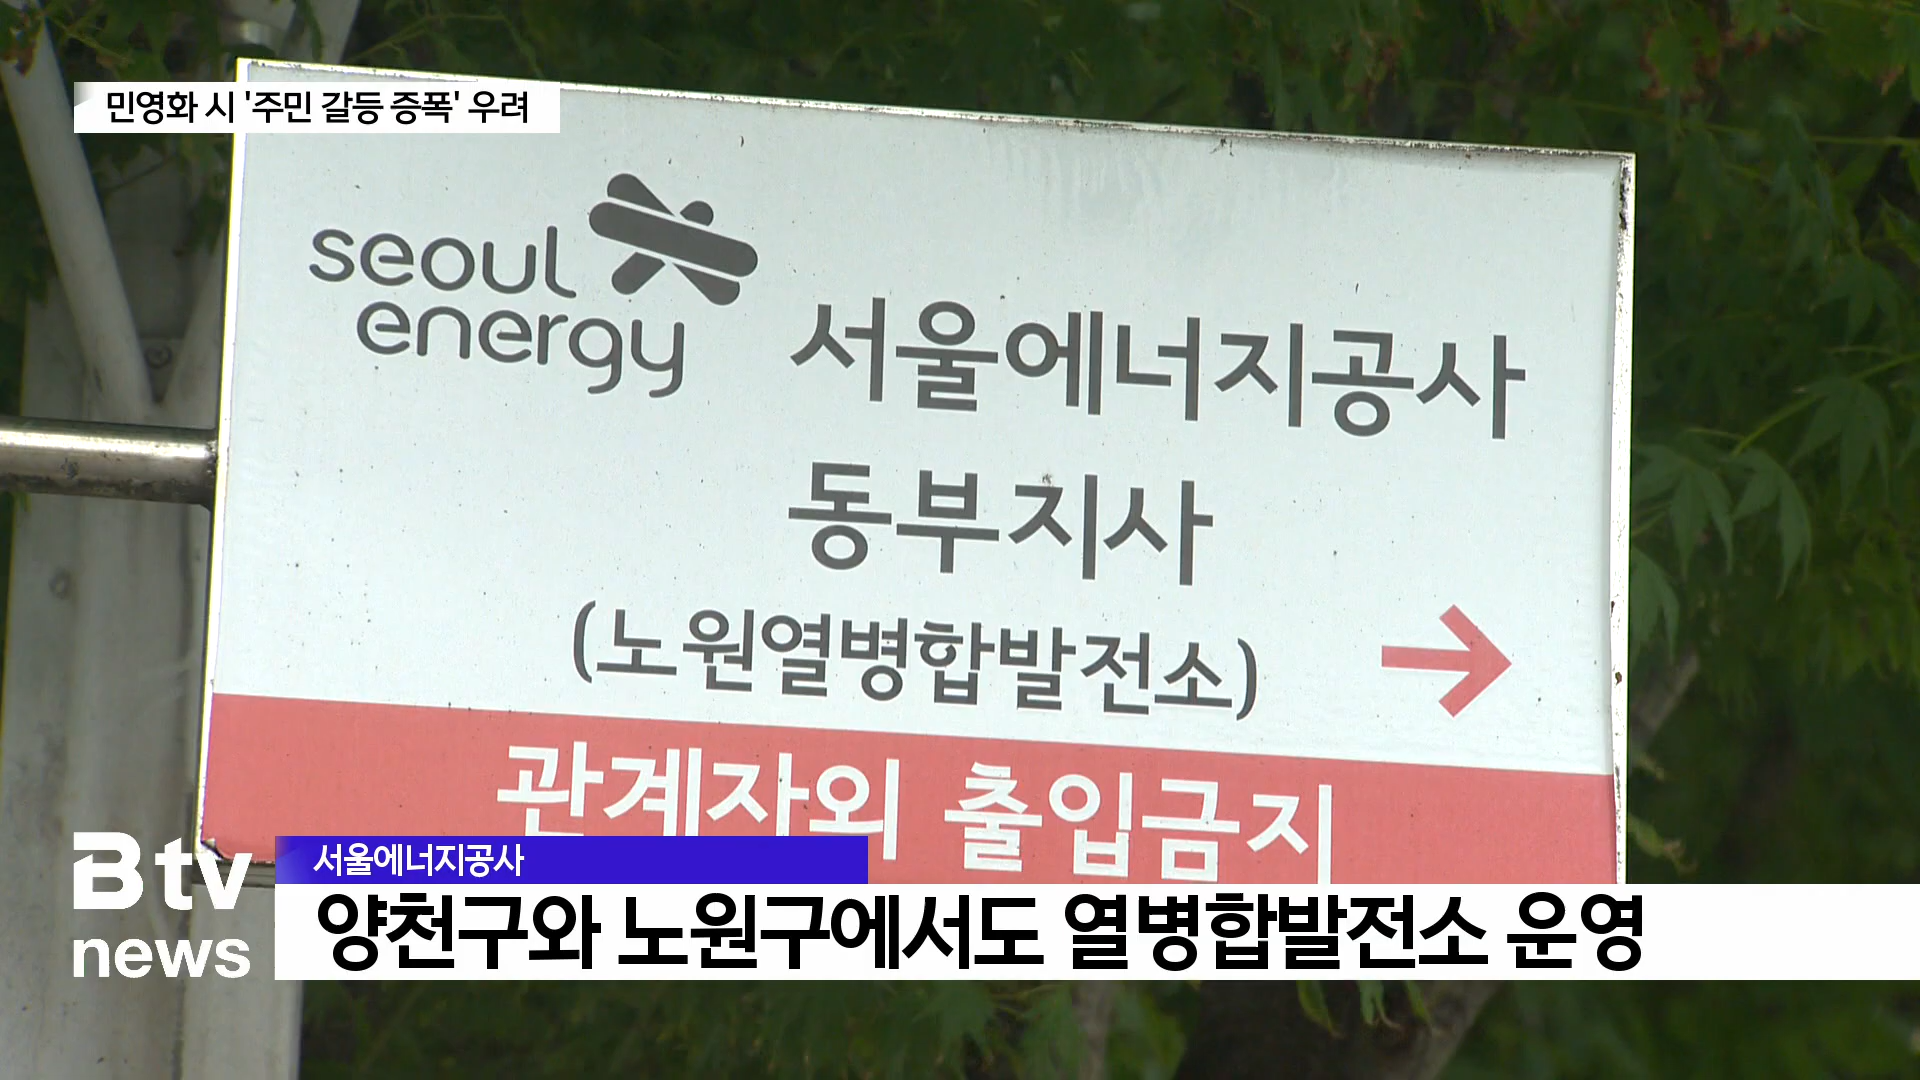 민영화 시 '주민 갈등 증폭' 우려
seoul
energy
서울에너지공사
동부지사
(노원열병합발전소)
관계자외 출입금지
B tv
news
서울에너지공사
양천구와 노원구에서도 열병합발전소 운영